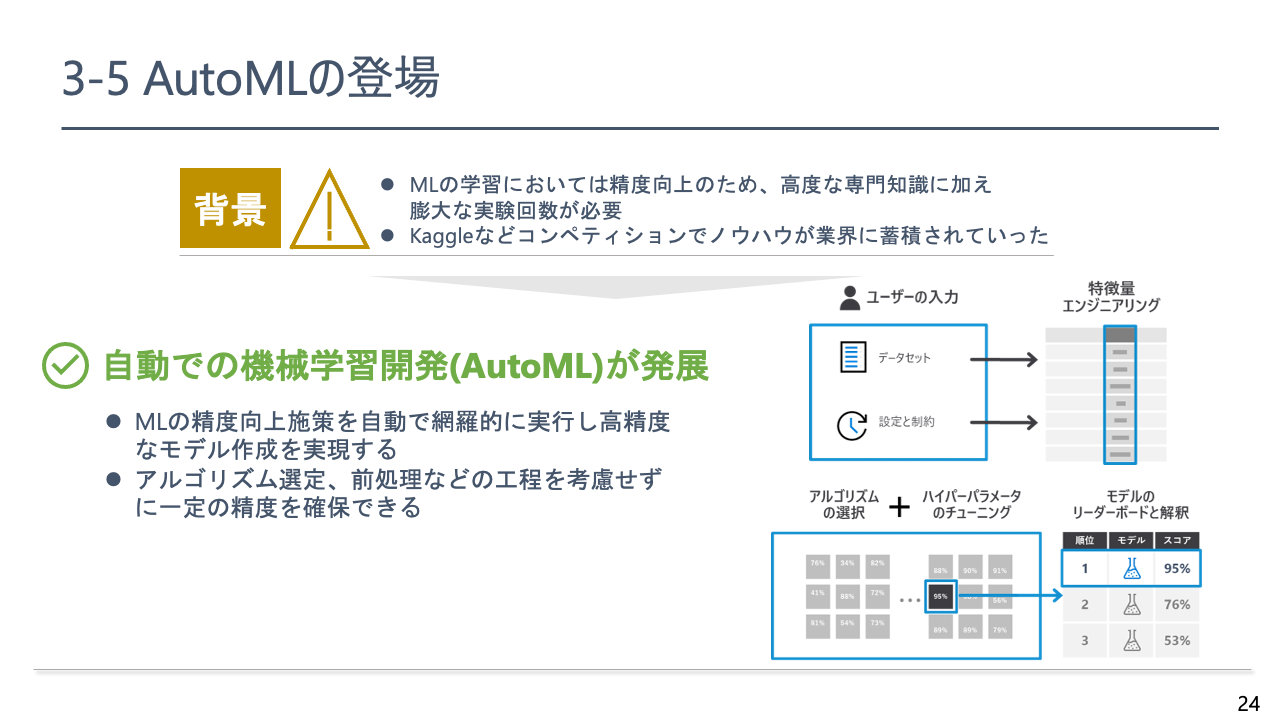 3-5 AutoMLの登場
背景
● MLの学習においては精度向上のため、高度な専門知識に加え
膨大な実験回数が必要
● Kaggleなどコンペティションでノウハウが業界に蓄積されていった
自動での機械学習開発(AutoML)が発展
● MLの精度向上施策を自動で網羅的に実行し高精度
なモデル作成を実現する
● アルゴリズム選定、前処理などの工程を考慮せず
に一定の精度を確保できる
ユーザーの入力
データセット
設定と制約
特徴量
エンジニアリング
アルゴリズム
の選択
+
ハイパーパラメータ
のチューニング
76% 34% 82%
41% 88% 72%
81% 54% 73%
...
88% 90% 91%
95% 56%
89% 89% 79%
モデルの
リーダーボードと解釈
順位 モデル スコア
1 95%
2 76%
3 53%
24